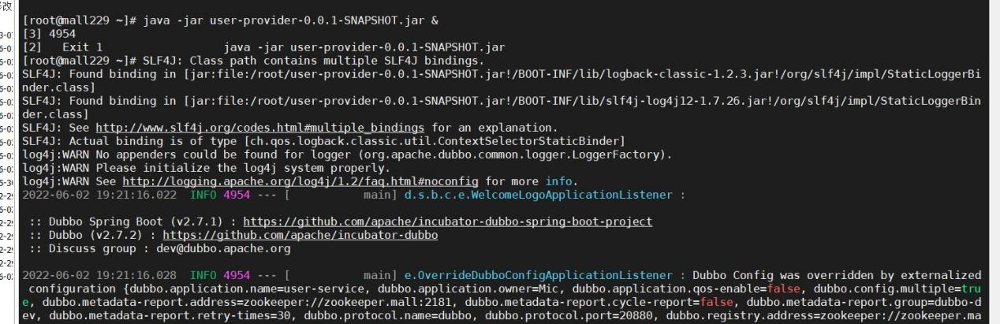 修改
[root@mall229 ~]# java -jar user-provider-0.0.1-SNAPSHOT.jar &
[3] 4954
[2]   Exit 1                  java -jar user-provider-0.0.1-SNAPSHOT.jar
[root@mall229 ~]# SLF4J: Class path contains multiple SLF4J bindings.
SLF4J: Found binding in [jar:file:/root/user-provider-0.0.1-SNAPSHOT.jar!/BOOT-INF/lib/logback-classic-1.2.3.jar!/org/slf4j/impl/StaticLoggerBi
nder.class]
SLF4J: Found binding in [jar:file:/root/user-provider-0.0.1-SNAPSHOT.jar!/BOOT-INF/lib/slf4j-log4j12-1.7.26.jar!/org/slf4j/impl/StaticLoggerBin
der.class]
SLF4J: See http://www.slf4j.org/codes.html#multiple_bindings for an explanation.
SLF4J: Actual binding is of type [ch.qos.logback.classic.util.ContextSelectorStaticBinder]
log4j:WARN No appenders could be found for logger (org.apache.dubbo.common.logger.LoggerFactory).
log4j:WARN Please initialize the log4j system properly.
log4j:WARN See http://logging.apache.org/log4j/1.2/faq.html#noconfig for more info.
2022-06-02 19:21:16.022  INFO 4954 --- [           main] d.s.b.c.e.WelcomeLogoApplicationListener :
:: Dubbo Spring Boot (v2.7.1) : https://github.com/apache/incubator-dubbo-spring-boot-project
:: Dubbo (v2.7.2) : https://github.com/apache/incubator-dubbo
:: Discuss group : dev@dubbo.apache.org
2022-06-02 19:21:16.028  INFO 4954 --- [           main] e.OverrideDubboConfigApplicationListener : Dubbo Config was overridden by externalized
configuration {dubbo.application.name=user-service, dubbo.application.owner=Mic, dubbo.application.qos-enable=false, dubbo.config.multiple=tru
e, dubbo.metadata-report.address=zookeeper://zookeeper.mall:2181, dubbo.metadata-report.cycle-report=false, dubbo.metadata-report.group=dubbo-d
ev, dubbo.metadata-report.retry-times=30, dubbo.protocol.name=dubbo, dubbo.protocol.port=20880, dubbo.registry.address=zookeeper://zookeeper.ma